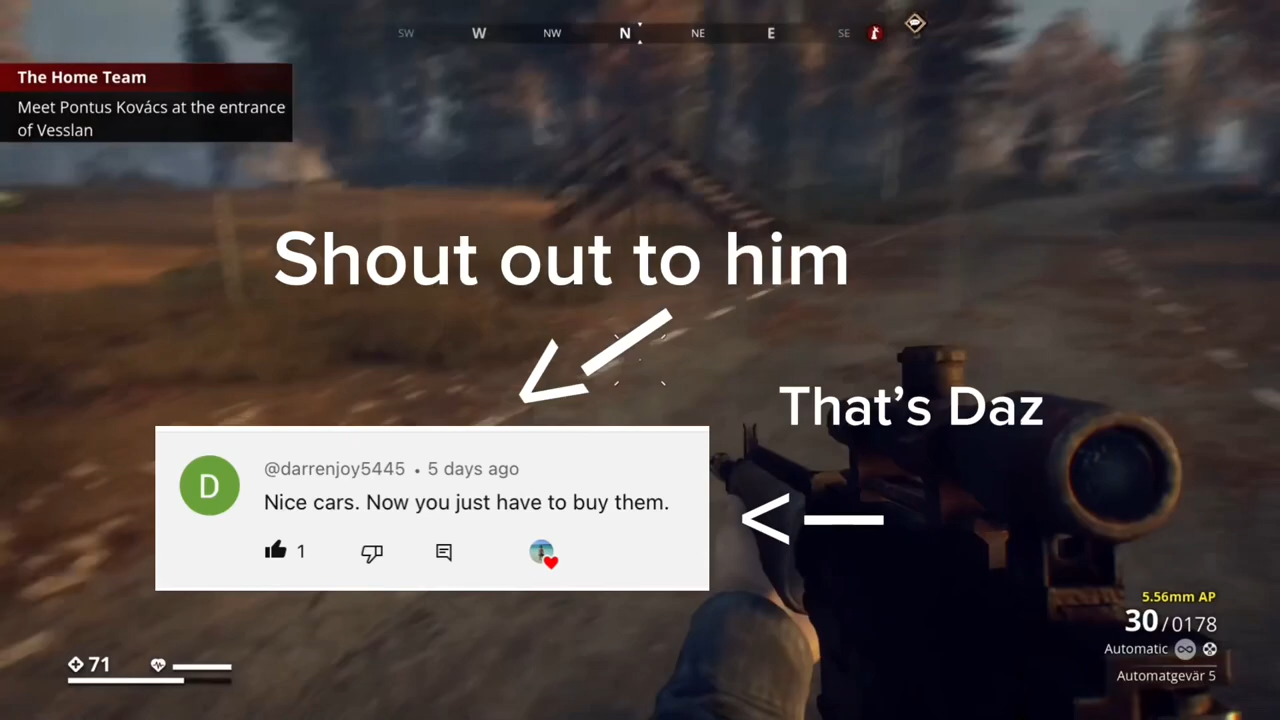 SW W NW N NE E SE
The Home Team
Meet Pontus Kovács at the entrance
of Vesslan
Shout out to him
That’s Daz
D
@darrenjoy5445 • 5 days ago
Nice cars. Now you just have to buy them.
1
5.56mm AP
30/0178
Automatic
Automatgevär 5
71